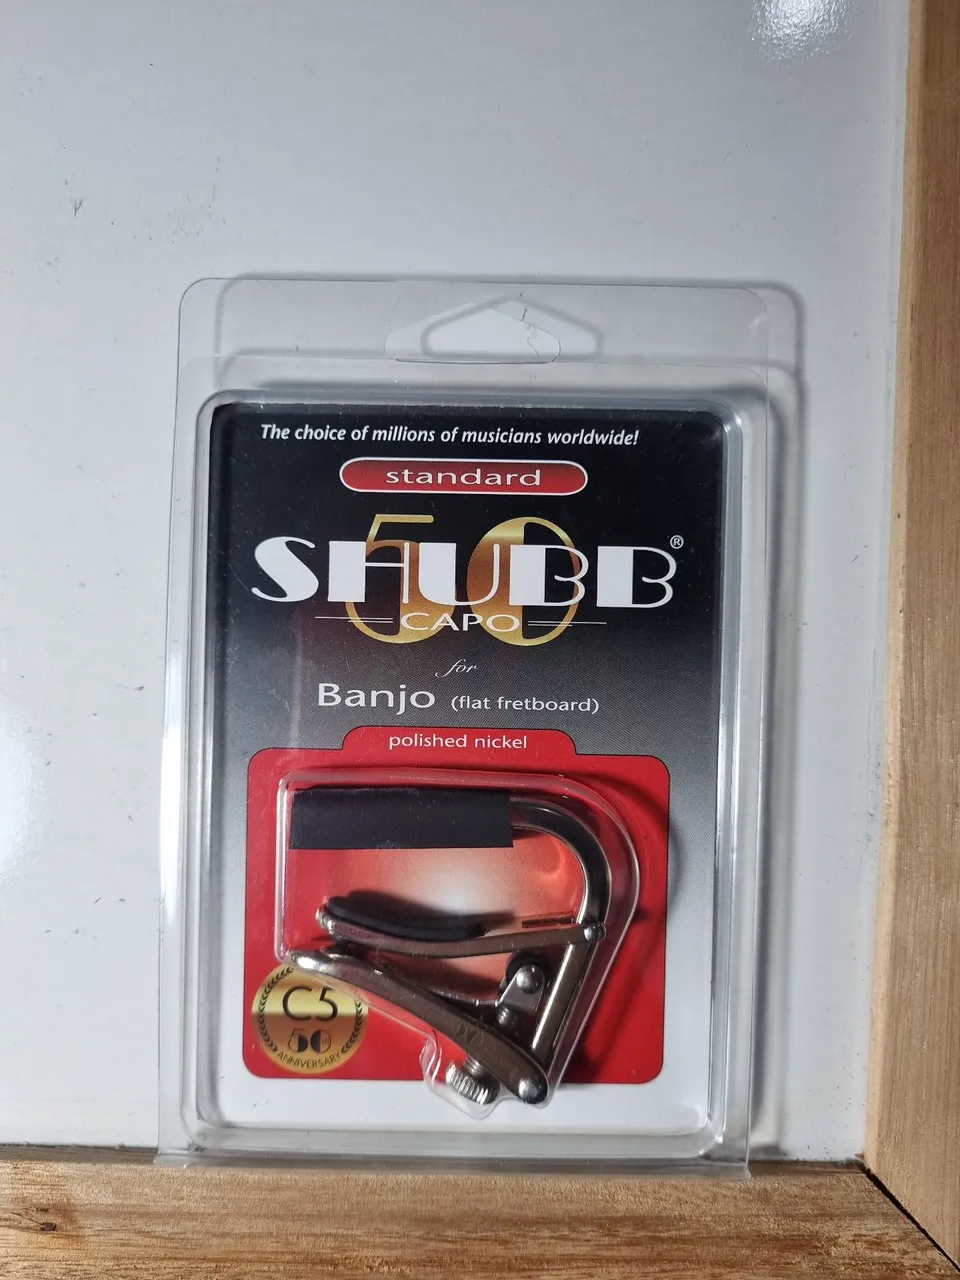 The choice of millions of musicians worldwide!
standard
50
SHUBB®
CAPO
for
Banjo (flat fretboard)
polished nickel
C5
50
ANNIVERSARY